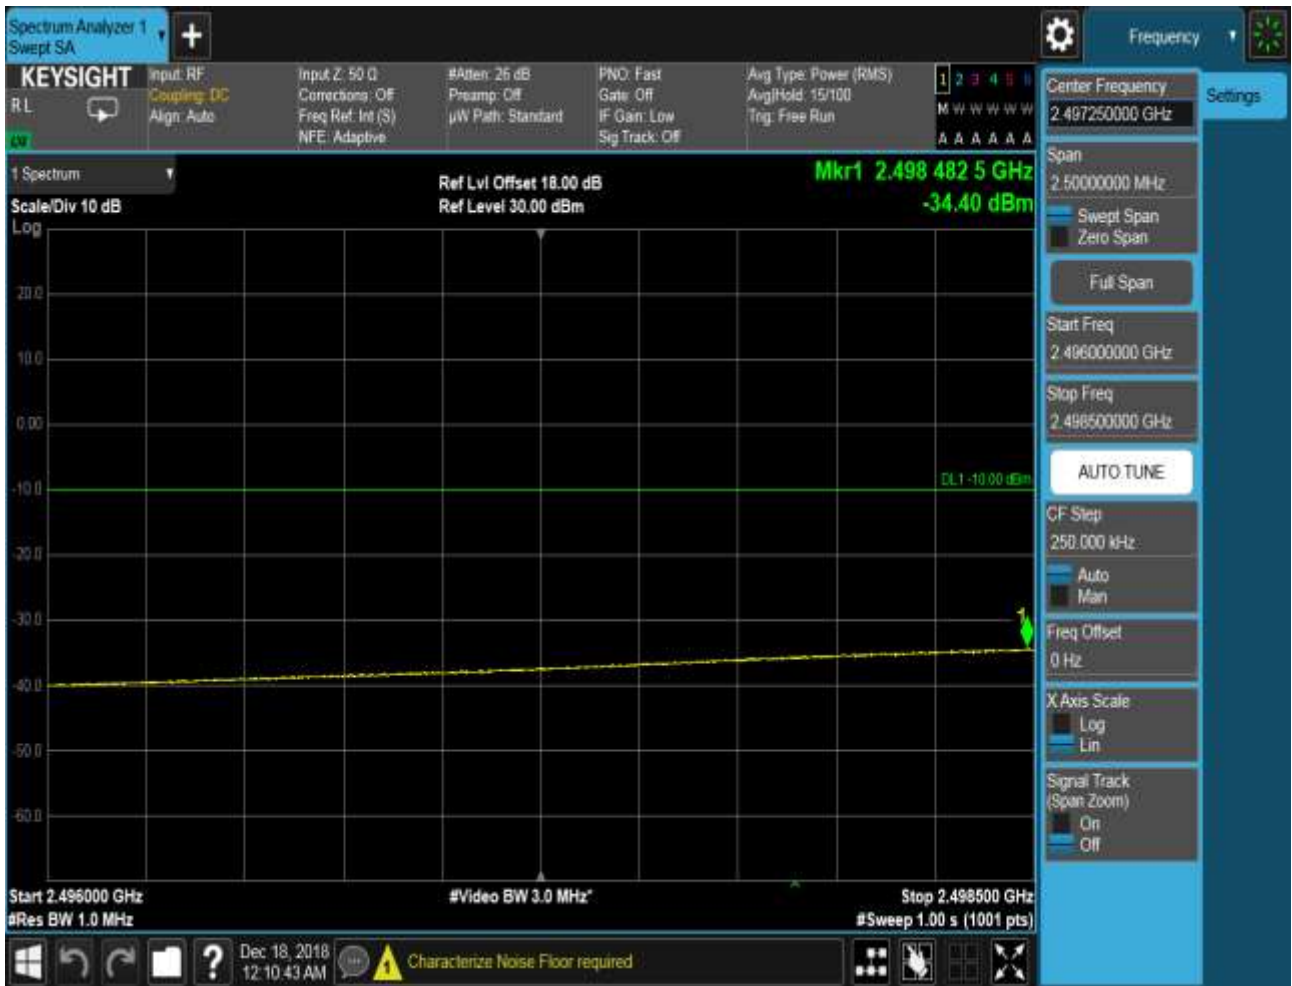 Spectrum Analyzer 1
Swept SA
Frequency
KEYSIGHT
RL
Input: RF
Coupling: DC
Align: Auto
Input Z: 50 Ω
Corrections: Off
Freq Ref: Int (S)
NFE: Adaptive
#Atten: 26 dB
Preamp: Off
µW Path: Standard
PNO: Fast
Gate: Off
IF Gain: Low
Sig Track: Off
Avg Type: Power (RMS)
Avg|Hold: 15/100
Trig: Free Run
1 2 3 4 5 6
M W W W W W
A A A A A A
1 Spectrum
Scale/Div 10 dB
Ref Lvl Offset 18.00 dB
Ref Level 30.00 dBm
Mkr1 2.498 482 5 GHz
-34.40 dBm
Log
20.0
10.0
0.00
-10.0
-20.0
-30.0
-40.0
-50.0
-60.0
DL1 -10.00 dBm
1
Start 2.496000 GHz
#Res BW 1.0 MHz
#Video BW 3.0 MHz*
Stop 2.498500 GHz
#Sweep 1.00 s (1001 pts)
Center Frequency
2.497250000 GHz
Span
2.50000000 MHz
Swept Span
Zero Span
Full Span
Start Freq
2.496000000 GHz
Stop Freq
2.498500000 GHz
AUTO TUNE
CF Step
250.000 kHz
Auto
Man
Freq Offset
0 Hz
X Axis Scale
Log
Lin
Signal Track
(Span Zoom)
On
Off
Settings
?
Dec 18, 2018
12:10:43 AM
1
Characterize Noise Floor required